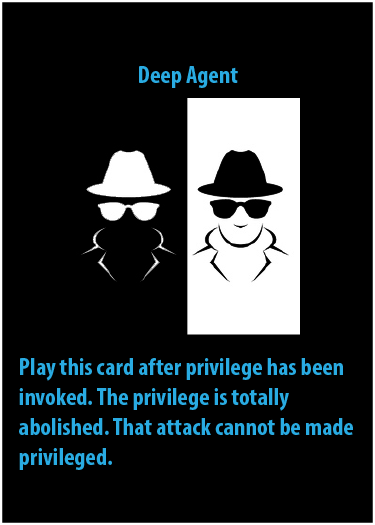 Deep Agent
Play this card after privilege has been
invoked. The privilege is totally
abolished. That attack cannot be made
privileged.